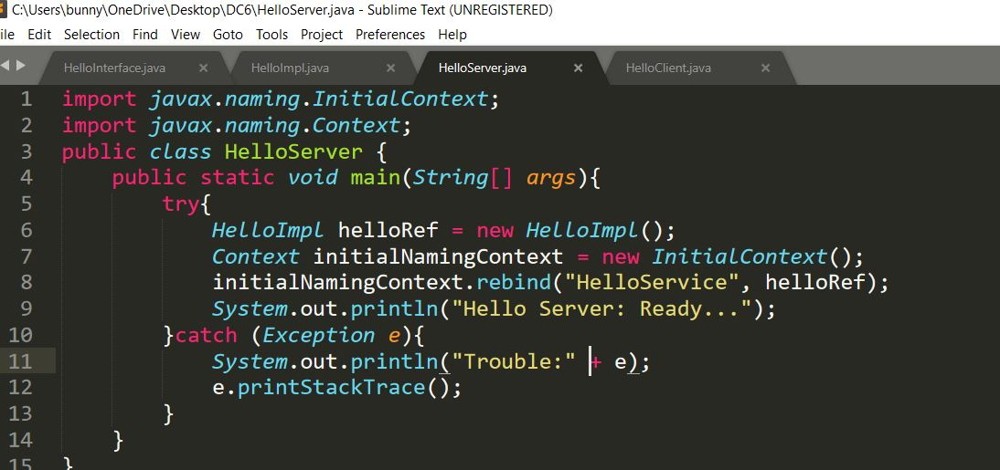 C:\Users\bunny\OneDrive\Desktop\DC6\HelloServer.java - Sublime Text (UNREGISTERED)
ile Edit Selection Find View Goto Tools Project Preferences Help
HelloInterface.java × HelloImpl.java × HelloServer.java × HelloClient.java ×
1 import javax.naming.InitialContext;
2 import javax.naming.Context;
3 public class HelloServer {
4 public static void main(String[] args){
5 try{
6 HelloImpl helloRef = new HelloImpl();
7 Context initialNamingContext = new InitialContext();
8 initialNamingContext.rebind("HelloService", helloRef);
9 System.out.println("Hello Server: Ready...");
10 }catch (Exception e){
11 System.out.println("Trouble:" + e);
12 e.printStackTrace();
13 }
14 }
15 }